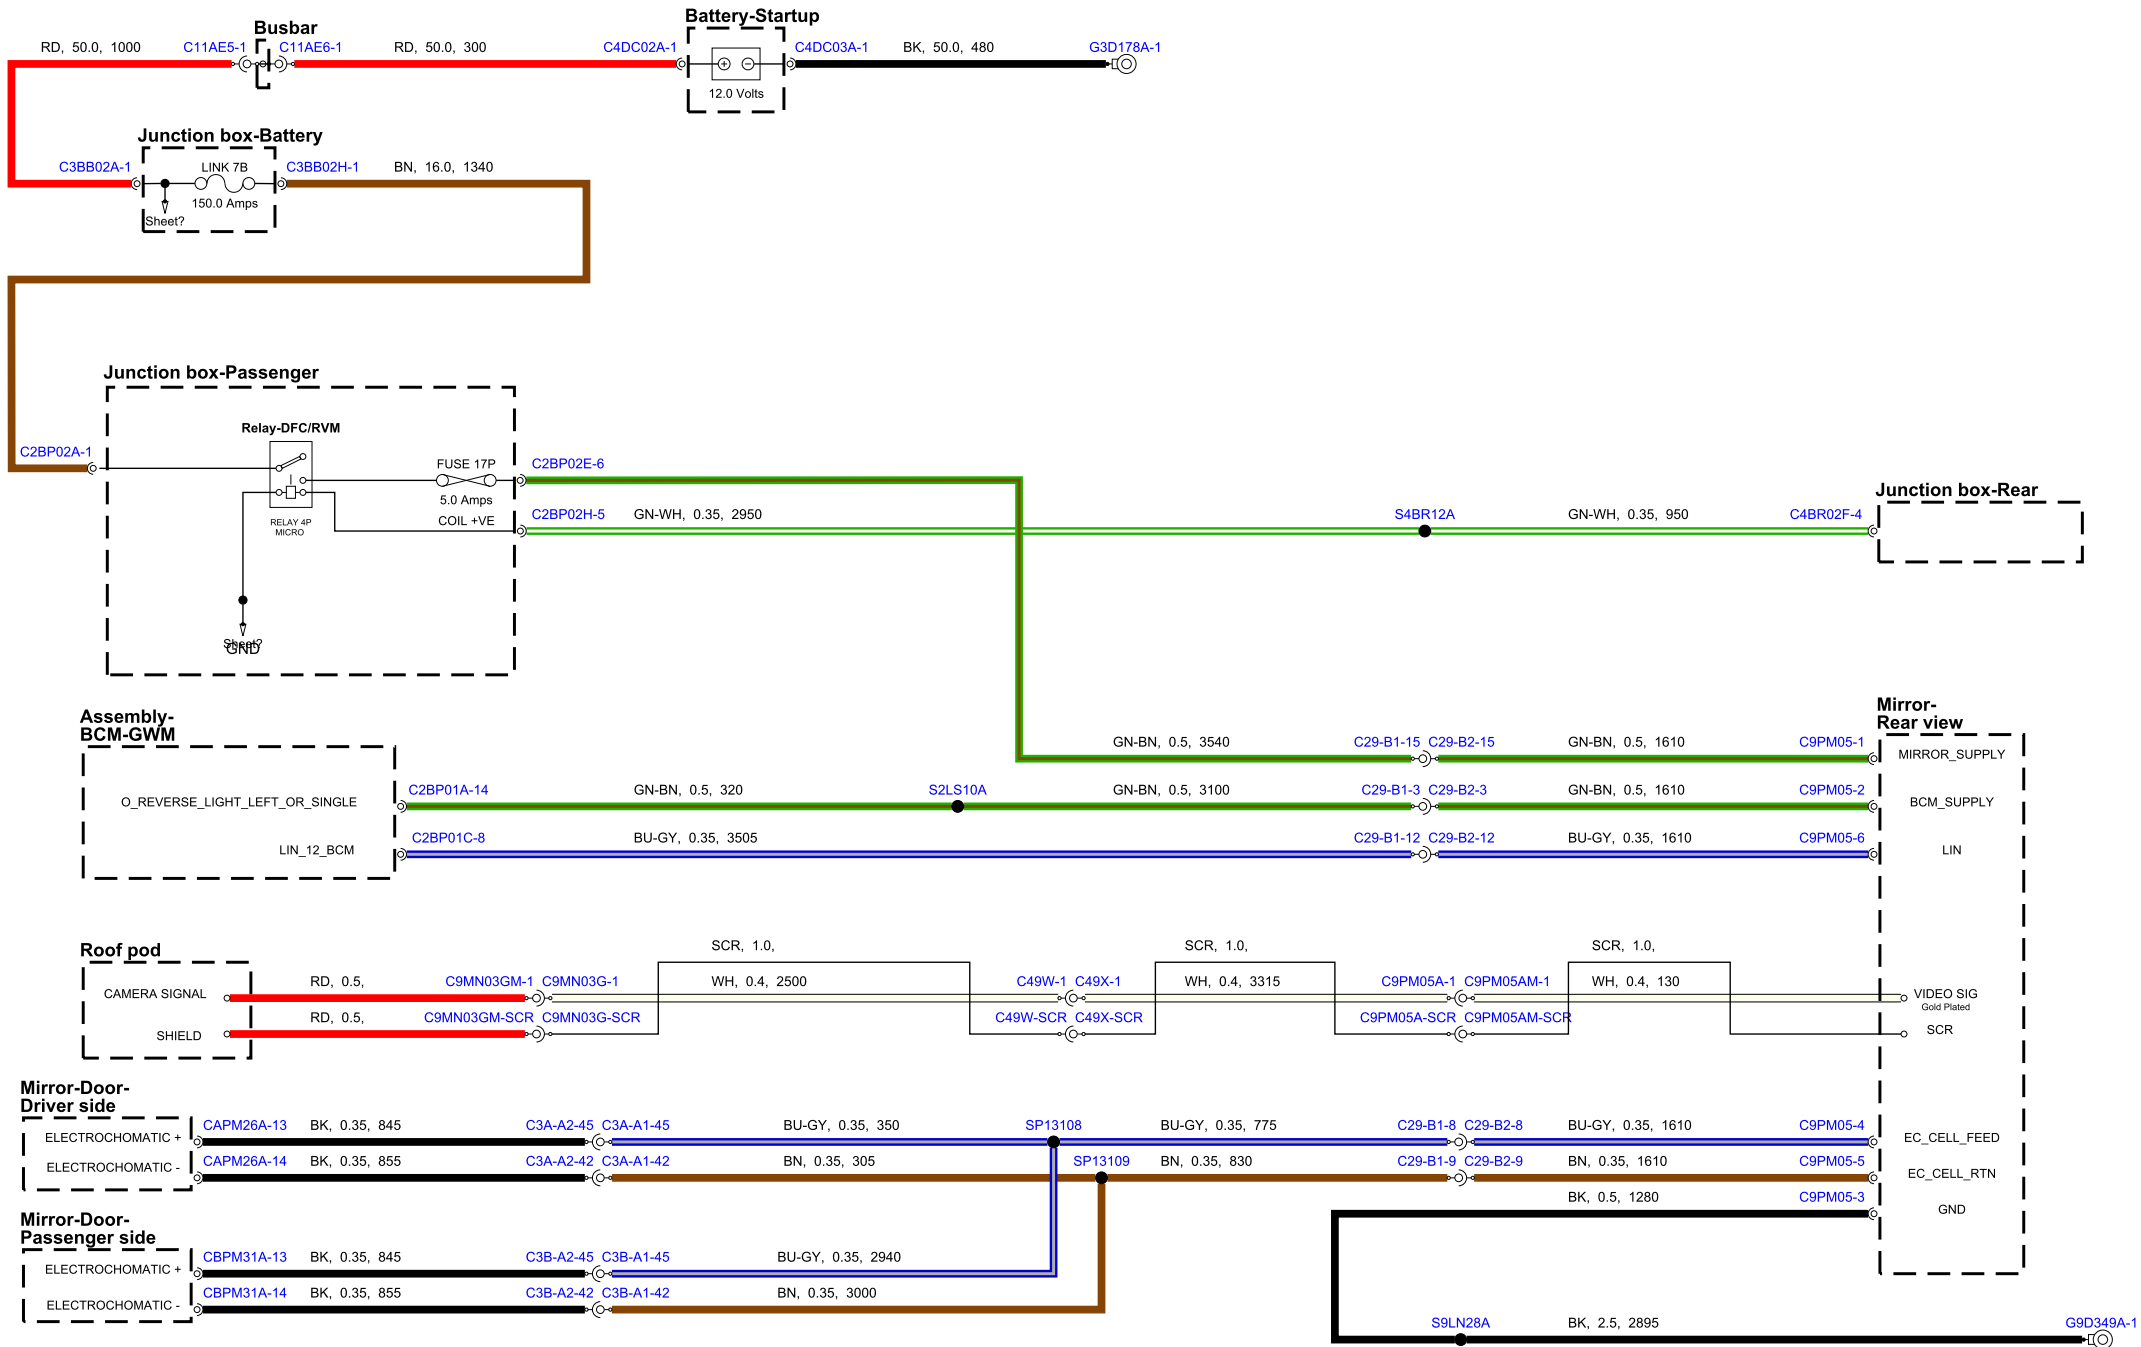 Battery-Startup
Busbar
RD, 50.0, 1000
C11AE5-1
C11AE6-1
RD, 50.0, 300
C4DC02A-1
C4DC03A-1
BK, 50.0, 480
G3D178A-1
12.0 Volts
Junction box-Battery
C3BB02A-1
LINK 7B
C3BB02H-1
BN, 16.0, 1340
150.0 Amps
Sheet?
Junction box-Passenger
Relay-DFC/RVM
C2BP02A-1
FUSE 17P
C2BP02E-6
5.0 Amps
Junction box-Rear
RELAY 4P
MICRO
COIL +VE
C2BP02H-5
GN-WH, 0.35, 2950
S4BR12A
GN-WH, 0.35, 950
C4BR02F-4
Sheet?
GND
Assembly-
BCM-GWM
Mirror-
Rear view
GN-BN, 0.5, 3540
C29-B1-15
C29-B2-15
GN-BN, 0.5, 1610
C9PM05-1
MIRROR_SUPPLY
O_REVERSE_LIGHT_LEFT_OR_SINGLE
C2BP01A-14
GN-BN, 0.5, 320
S2LS10A
GN-BN, 0.5, 3100
C29-B1-3
C29-B2-3
GN-BN, 0.5, 1610
C9PM05-2
BCM_SUPPLY
LIN_12_BCM
C2BP01C-8
BU-GY, 0.35, 3505
C29-B1-12
C29-B2-12
BU-GY, 0.35, 1610
C9PM05-6
LIN
Roof pod
SCR, 1.0,
SCR, 1.0,
SCR, 1.0,
CAMERA SIGNAL
RD, 0.5,
C9MN03GM-1
C9MN03G-1
WH, 0.4, 2500
C49W-1
C49X-1
WH, 0.4, 3315
C9PM05A-1
C9PM05AM-1
WH, 0.4, 130
VIDEO SIG
Gold Plated
SHIELD
RD, 0.5,
C9MN03GM-SCR
C9MN03G-SCR
C49W-SCR
C49X-SCR
C9PM05A-SCR
C9PM05AM-SCR
SCR
Mirror-Door-
Driver side
ELECTROCHOMATIC +
CAPM26A-13
BK, 0.35, 845
C3A-A2-45
C3A-A1-45
BU-GY, 0.35, 350
SP13108
BU-GY, 0.35, 775
C29-B1-8
C29-B2-8
BU-GY, 0.35, 1610
C9PM05-4
EC_CELL_FEED
ELECTROCHOMATIC -
CAPM26A-14
BK, 0.35, 855
C3A-A2-42
C3A-A1-42
BN, 0.35, 305
SP13109
BN, 0.35, 830
C29-B1-9
C29-B2-9
BN, 0.35, 1610
C9PM05-5
EC_CELL_RTN
BK, 0.5, 1280
C9PM05-3
GND
Mirror-Door-
Passenger side
ELECTROCHOMATIC +
CBPM31A-13
BK, 0.35, 845
C3B-A2-45
C3B-A1-45
BU-GY, 0.35, 2940
ELECTROCHOMATIC -
CBPM31A-14
BK, 0.35, 855
C3B-A2-42
C3B-A1-42
BN, 0.35, 3000
S9LN28A
BK, 2.5, 2895
G9D349A-1